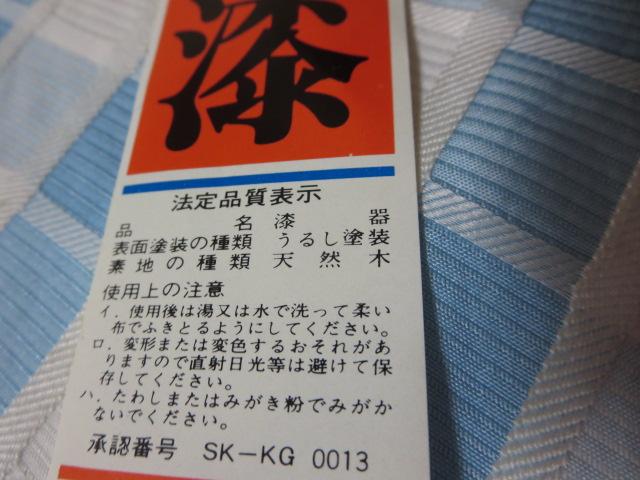 漆
法定品質表示
品名 漆器
表面塗装の種類 うるし塗装
素地の種類 天然木
使用上の注意
イ．使用後は湯又は水で洗って柔い
布でふきとるようにしてください。
ロ．変形または変色するおそれがあ
りますので直射日光等は避けて保
存してください。
ハ．たわしまたはみがき粉でみがか
ないでください。
承認番号 SK-KG 0013